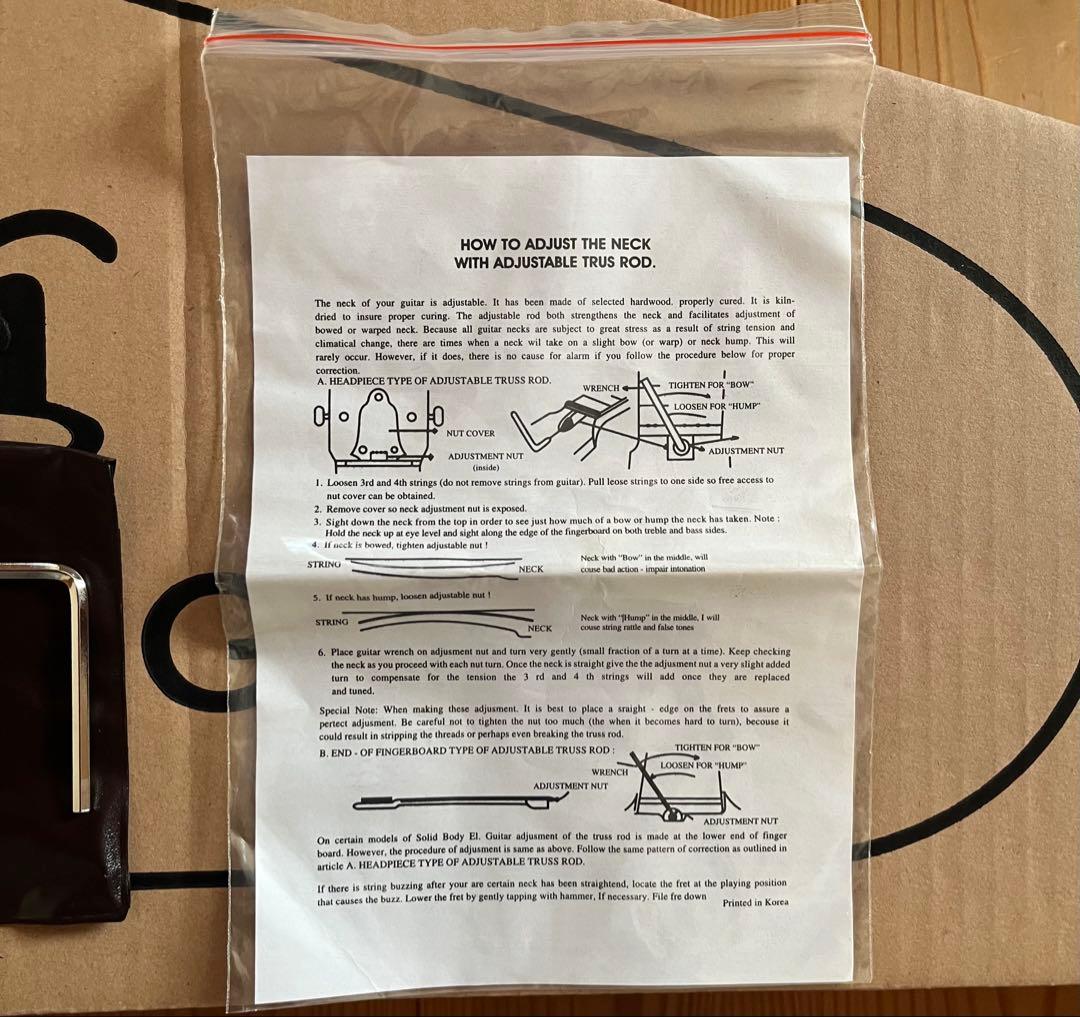 HOW TO ADJUST THE NECK
WITH ADJUSTABLE TRUS ROD.
The neck of your guitar is adjustable. It has been made of selected hardwood, properly cured. It is kiln-
dried to insure proper curing. The adjustable rod both strengthens the neck and facilitates adjustment of
bowed or warped neck. Because all guitar necks are subject to great stress as a result of string tension and
climatical change, there are times when a neck wil take on a slight bow (or warp) or neck hump. This will
rarely occur. However, if it does, there is no cause for alarm if you follow the procedure below for proper
correction.
A. HEADPIECE TYPE OF ADJUSTABLE TRUSS ROD.
WRENCH
TIGHTEN FOR "BOW"
LOOSEN FOR "HUMP"
NUT COVER
ADJUSTMENT NUT
(inside)
ADJUSTMENT NUT
1. Loosen 3rd and 4th strings (do not remove strings from guitar). Pull leose strings to one side so free access to
nut cover can be obtained.
2. Remove cover so neck adjustment nut is exposed.
3. Sight down the neck from the top in order to see just how much of a bow or hump the neck has taken. Note :
Hold the neck up at eye level and sight along the edge of the fingerboard on both treble and bass sides.
4. If neck is bowed, tighten adjustable nut !
STRING
NECK
Neck with "Bow" in the middle, will
couse bad action - impair intonation
5. If neck has hump, loosen adjustable nut !
STRING
NECK
Neck with "Hump" in the middle, I will
couse string rattle and false tones
6. Place guitar wrench on adjusment nut and turn very gently (small fraction of a turn at a time). Keep checking
the neck as you proceed with each nut turn. Once the neck is straight give the the adjusment nut a very slight added
turn to compensate for the tension the 3 rd and 4 th strings will add once they are replaced
and tuned.
Special Note: When making these adjusment. It is best to place a sraight - edge on the frets to assure a
pertect adjusment. Be careful not to tighten the nut too much (the when it becomes hard to turn), becouse it
could result in stripping the threads or perhaps even breaking the truss rod.
B. END - OF FINGERBOARD TYPE OF ADJUSTABLE TRUSS ROD :
TIGHTEN FOR "BOW"
WRENCH
LOOSEN FOR "HUMP"
ADJUSTMENT NUT
ADJUSTMENT NUT
On certain models of Solid Body El. Guitar adjusment of the truss rod is made at the lower end of finger
board. However, the procedure of adjusment is same as above. Follow the same pattern of correction as outlined in
article A. HEADPIECE TYPE OF ADJUSTABLE TRUSS ROD.
If there is string buzzing after your are certain neck has been straightend, locate the fret at the playing position
that causes the buzz. Lower the fret by gently tapping with hammer, If necessary. File fre down
Printed in Korea